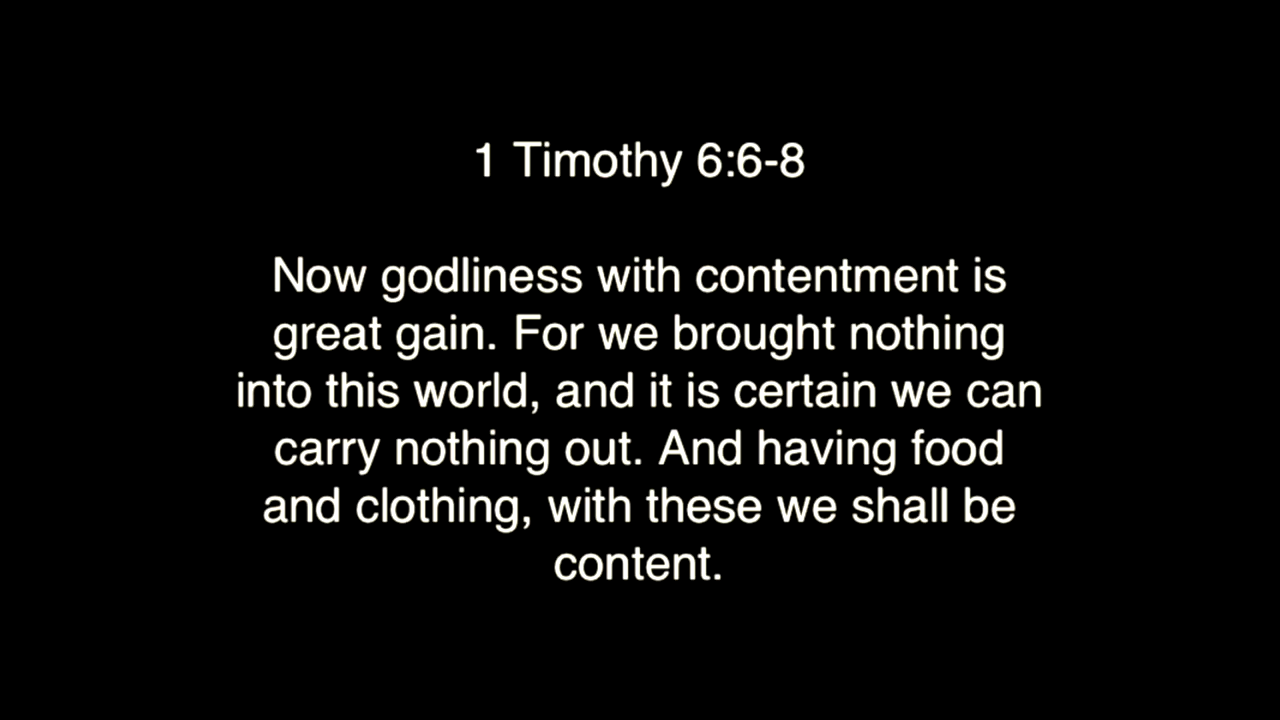 1 Timothy 6:6-8
Now godliness with contentment is
great gain. For we brought nothing
into this world, and it is certain we can
carry nothing out. And having food
and clothing, with these we shall be
content.